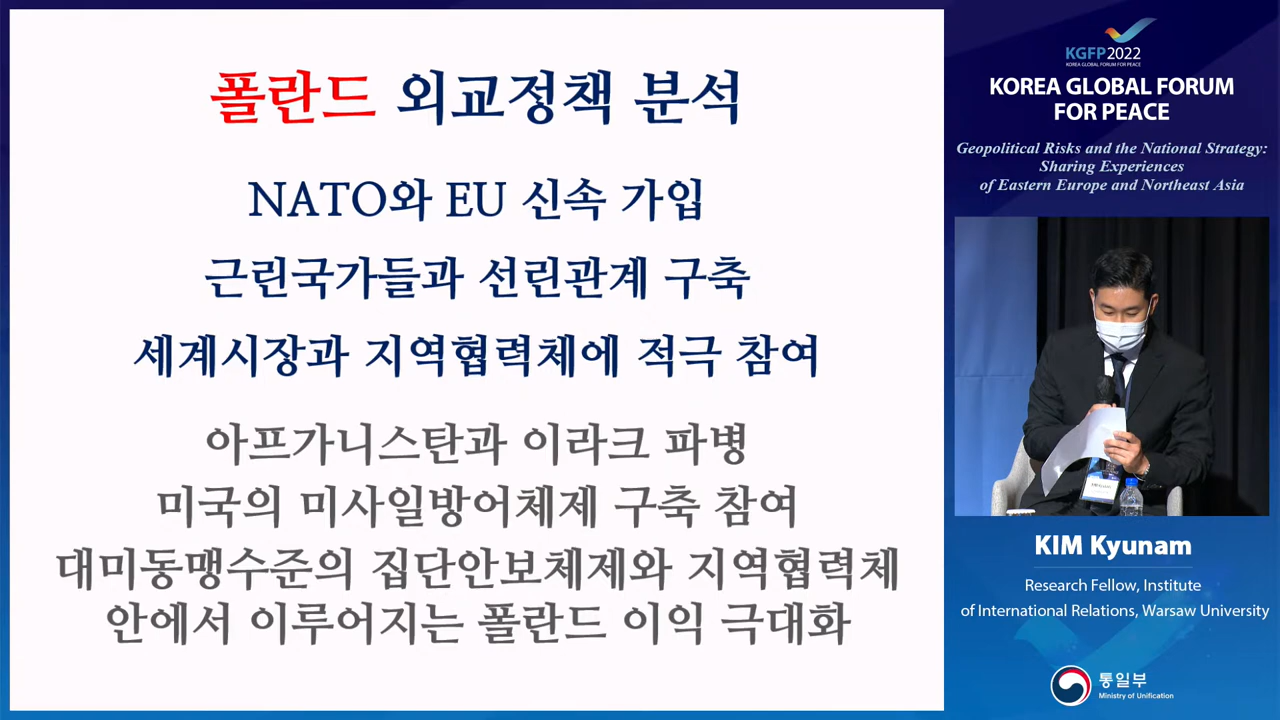 폴란드 외교정책 분석
NATO와 EU 신속 가입
근린국가들과 선린관계 구축
세계시장과 지역협력체에 적극 참여
아프가니스탄과 이라크 파병
미국의 미사일방어체제 구축 참여
대미동맹수준의 집단안보체제와 지역협력체
안에서 이루어지는 폴란드 이익 극대화
KGFP2022
KOREA GLOBAL FORUM FOR PEACE
KOREA GLOBAL FORUM
FOR PEACE
Geopolitical Risks and the National Strategy:
Sharing Experiences
of Eastern Europe and Northeast Asia
KIM Kyunam
Research Fellow, Institute
of International Relations, Warsaw University
통일부
Ministry of Unification